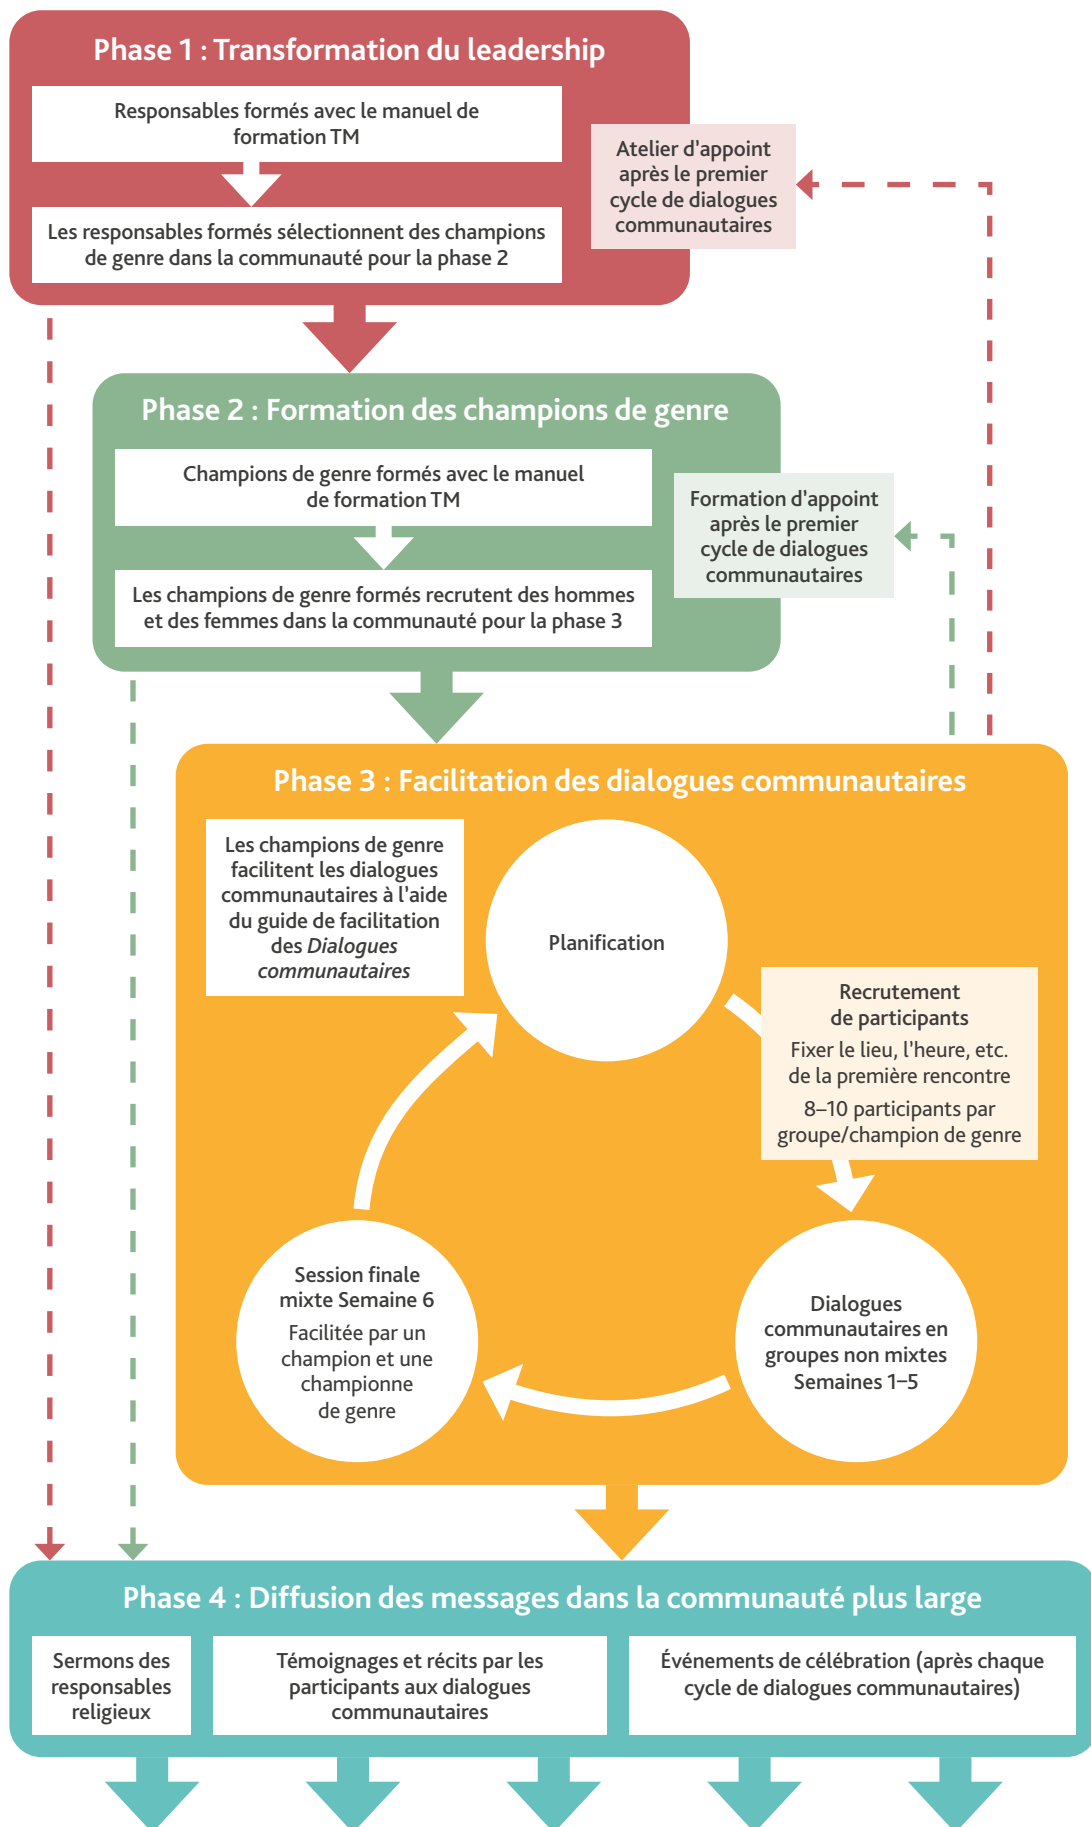 Phase 1 : Transformation du leadership
Responsables formés avec le manuel de
formation TM
Les responsables formés sélectionnent des champions
de genre dans la communauté pour la phase 2
Atelier d'appoint
après le premier
cycle de dialogues
communautaires
Phase 2 : Formation des champions de genre
Champions de genre formés avec le manuel
de formation TM
Les champions de genre formés recrutent des hommes
et des femmes dans la communauté pour la phase 3
Formation d'appoint
après le premier
cycle de dialogues
communautaires
Phase 3 : Facilitation des dialogues communautaires
Les champions de genre
facilitent les dialogues
communautaires à l'aide
du guide de facilitation
des Dialogues
communautaires
Planification
Recrutement
de participants
Fixer le lieu, l'heure, etc.
de la première rencontre
8–10 participants par
groupe/champion de genre
Dialogues
communautaires en
groupes non mixtes
Semaines 1–5
Session finale
mixte Semaine 6
Facilitée par un
champion et une
championne
de genre
Phase 4 : Diffusion des messages dans la communauté plus large
Sermons des
responsables
religieux
Témoignages et récits par les
participants aux dialogues
communautaires
Événements de célébration (après chaque
cycle de dialogues communautaires)